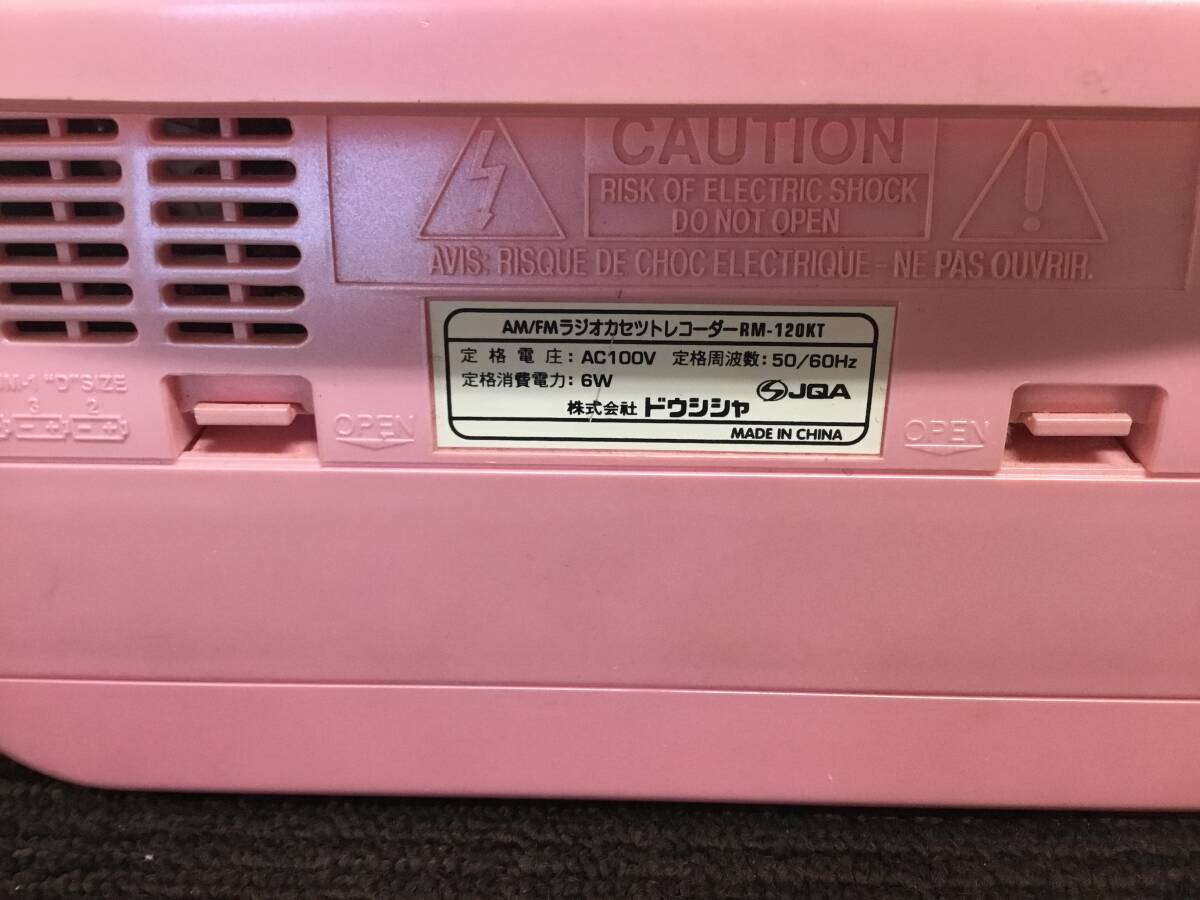 CAUTION
RISK OF ELECTRIC SHOCK
DO NOT OPEN
AVIS: RISQUE DE CHOC ELECTRIQUE - NE PAS OUVRIR.
AM/FMラジオカセツトレコーダーRM-120KT
定格電圧: AC100V 定格周波数: 50/60Hz
定格消費電力: 6W
JQA
株式会社 ドウシシャ
MADE IN CHINA
UM-1 "D" SIZE
3 2
OPEN
OPEN